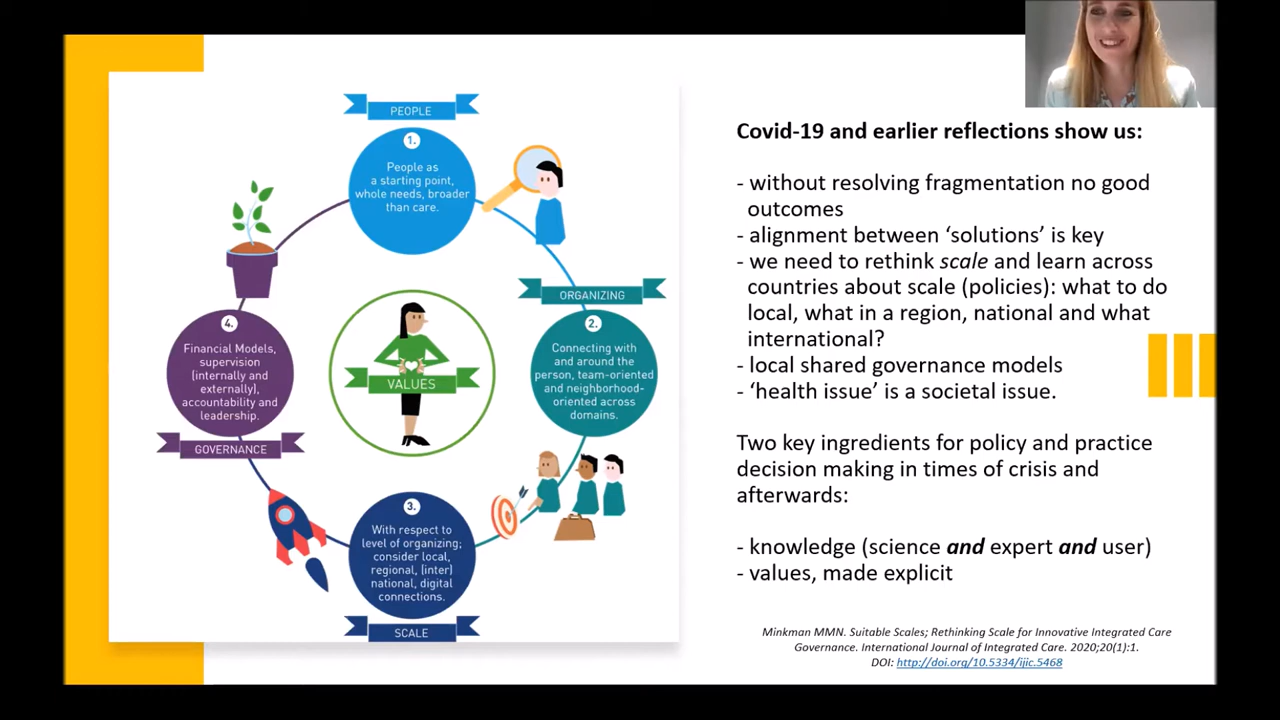 PEOPLE
1.
People as
a starting point,
whole needs, broader
than care.
ORGANIZING
2.
Connecting with
and around the
person, team-oriented
and neighborhood-
oriented across
domains.
3.
With respect to
level of organizing;
consider local,
regional, (inter)
national, digital
connections.
SCALE
4.
Financial Models,
supervision
(internally and
externally),
accountability and
leadership.
GOVERNANCE
VALUES
Covid-19 and earlier reflections show us:
- without resolving fragmentation no good
outcomes
- alignment between ‘solutions’ is key
- we need to rethink scale and learn across
countries about scale (policies): what to do
local, what in a region, national and what
international?
- local shared governance models
- ‘health issue’ is a societal issue.
Two key ingredients for policy and practice
decision making in times of crisis and
afterwards:
- knowledge (science and expert and user)
- values, made explicit
Minkman MMN. Suitable Scales; Rethinking Scale for Innovative Integrated Care
Governance. International Journal of Integrated Care. 2020;20(1):1.
DOI: http://doi.org/10.5334/ijic.5468